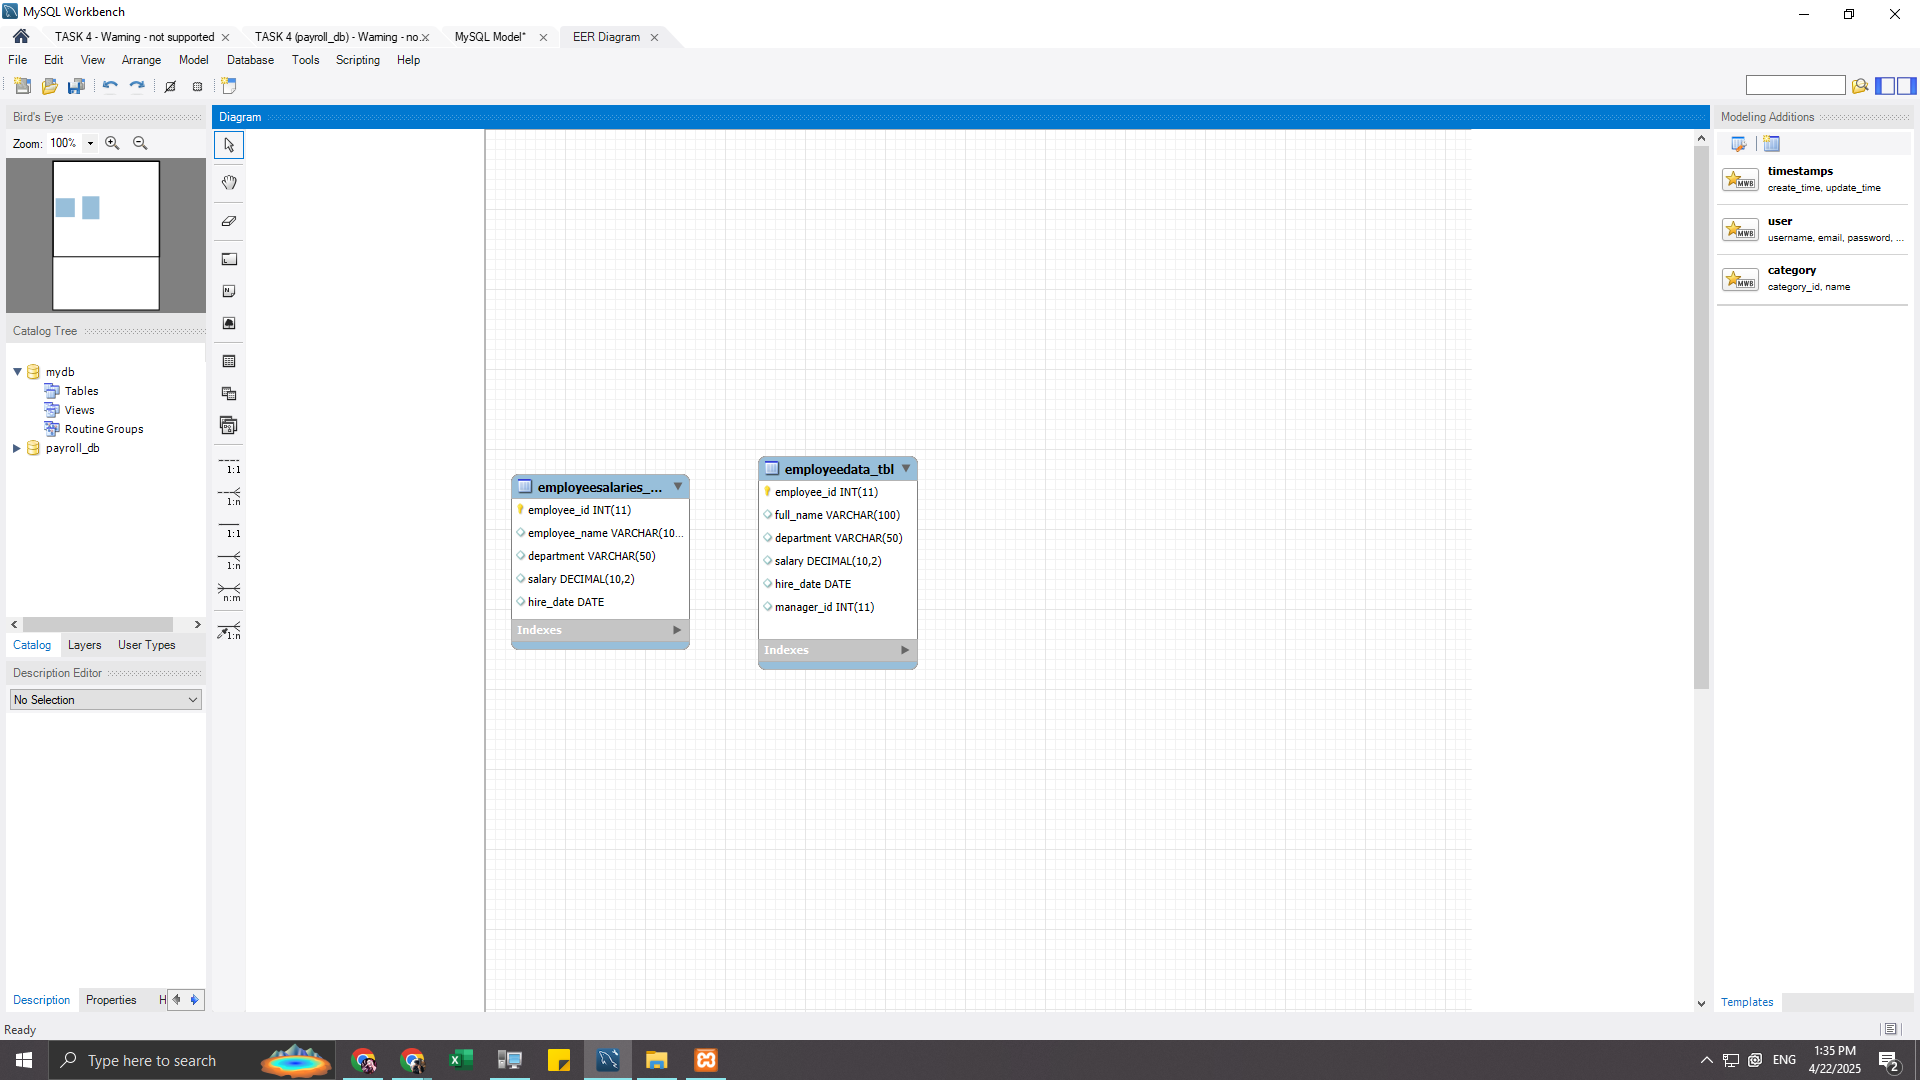 MySQL Workbench
TASK 4 - Warning - not supported
TASK 4 (payroll_db) - Warning - no...
MySQL Model*
EER Diagram
File Edit View Arrange Model Database Tools Scripting Help
Bird's Eye
Diagram
Modeling Additions
Zoom: 100%
timestamps
create_time, update_time
user
username, email, password, ...
category
category_id, name
Catalog Tree
mydb
Tables
Views
Routine Groups
payroll_db
1:1
1:n
1:1
1:n
n:m
1:n
employeesalaries_...
employee_id INT(11)
employee_name VARCHAR(10...
department VARCHAR(50)
salary DECIMAL(10,2)
hire_date DATE
Indexes
employeedata_tbl
employee_id INT(11)
full_name VARCHAR(100)
department VARCHAR(50)
salary DECIMAL(10,2)
hire_date DATE
manager_id INT(11)
Indexes
Catalog Layers User Types
Description Editor
No Selection
Description Properties H
Templates
Ready
Type here to search
ENG
1:35 PM
4/22/2025
2